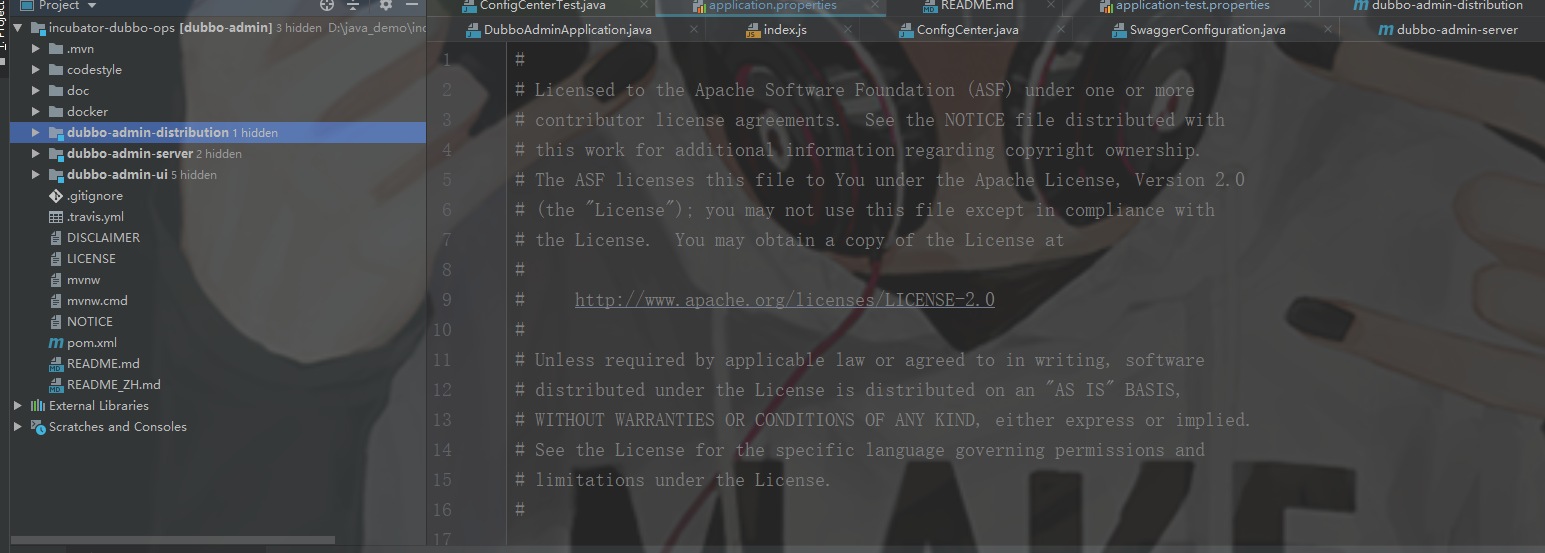 Project
incubator-dubbo-ops [dubbo-admin] 3 hidden D:\java_demo\inc
.mvn
codestyle
doc
docker
dubbo-admin-distribution 1 hidden
dubbo-admin-server 2 hidden
dubbo-admin-ui 5 hidden
.gitignore
.travis.yml
DISCLAIMER
LICENSE
mvnw
mvnw.cmd
NOTICE
pom.xml
README.md
README_ZH.md
External Libraries
Scratches and Consoles
ConfigCenterTest.java application.properties README.md application-test.properties dubbo-admin-distribution
DubboAdminApplication.java index.js ConfigCenter.java SwaggerConfiguration.java dubbo-admin-server
1 #
2 # Licensed to the Apache Software Foundation (ASF) under one or more
3 # contributor license agreements.  See the NOTICE file distributed with
4 # this work for additional information regarding copyright ownership.
5 # The ASF licenses this file to You under the Apache License, Version 2.0
6 # (the "License"); you may not use this file except in compliance with
7 # the License.  You may obtain a copy of the License at
8 #
9 #     http://www.apache.org/licenses/LICENSE-2.0
10 #
11 # Unless required by applicable law or agreed to in writing, software
12 # distributed under the License is distributed on an "AS IS" BASIS,
13 # WITHOUT WARRANTIES OR CONDITIONS OF ANY KIND, either express or implied.
14 # See the License for the specific language governing permissions and
15 # limitations under the License.
16 #
17